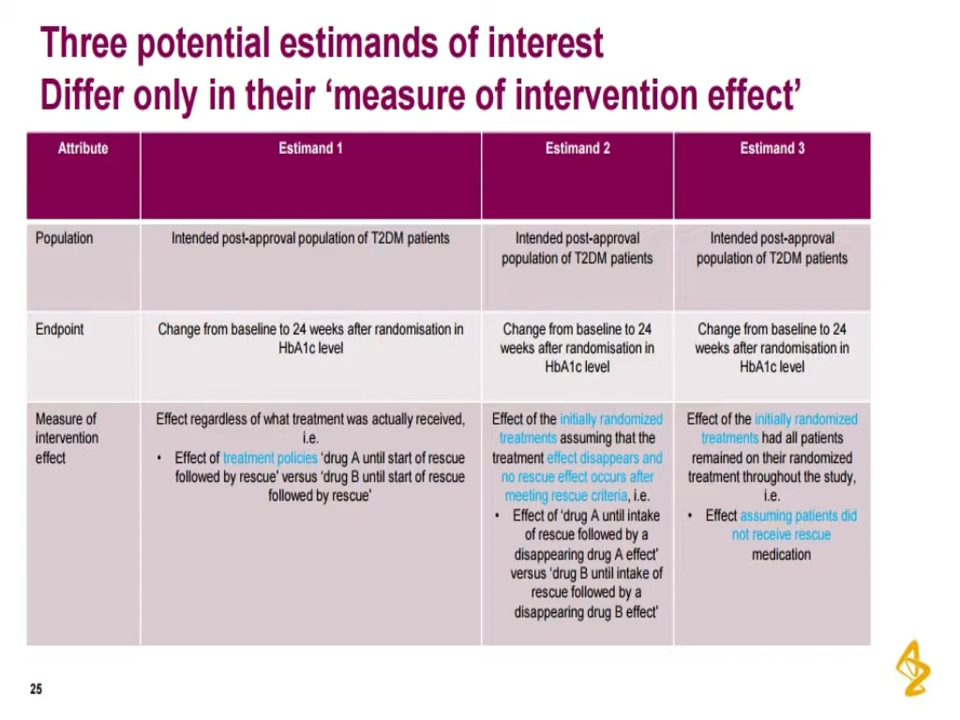 Three potential estimands of interest
Differ only in their ‘measure of intervention effect’
Attribute
Estimand 1
Estimand 2
Estimand 3
Population
Intended post-approval population of T2DM patients
Intended post-approval
population of T2DM patients
Intended post-approval
population of T2DM patients
Endpoint
Change from baseline to 24 weeks after randomisation in
HbA1c level
Change from baseline to 24
weeks after randomisation in
HbA1c level
Change from baseline to 24
weeks after randomisation in
HbA1c level
Measure of
intervention
effect
Effect regardless of what treatment was actually received,
i.e.
• Effect of treatment policies ‘drug A until start of rescue
followed by rescue’ versus ‘drug B until start of rescue
followed by rescue’
Effect of the initially randomized
treatments assuming that the
treatment effect disappears and
no rescue effect occurs after
meeting rescue criteria, i.e.
• Effect of ‘drug A until intake
of rescue followed by a
disappearing drug A effect’
versus ‘drug B until intake of
rescue followed by a
disappearing drug B effect’
Effect of the initially randomized
treatments had all patients
remained on their randomized
treatment throughout the study,
i.e.
• Effect assuming patients did
not receive rescue
medication
25